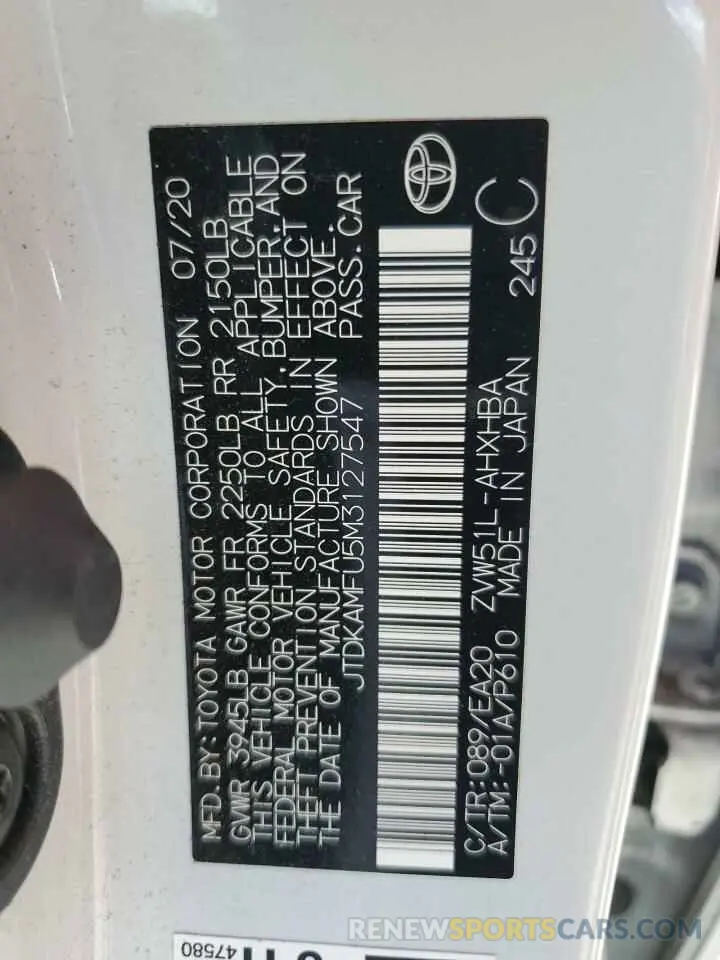 MFD.BY: TOYOTA MOTOR CORPORATION 07/20
GVWR 3945LB GAWR FR 2250LB RR 2150LB
THIS VEHICLE CONFORMS TO ALL APPLICABLE
FEDERAL MOTOR VEHICLE SAFETY,BUMPER,AND
THEFT PREVENTION STANDARDS IN EFFECT ON
THE DATE OF MANUFACTURE SHOWN ABOVE.
JTDKAMFU5M3127547 PASS.CAR
C/TR:089/EA20 ZVW51L-AHXHBA
A/TM:-01A/P610 MADE IN JAPAN 245 C
47580
RENEWSPORTSCARS.COM